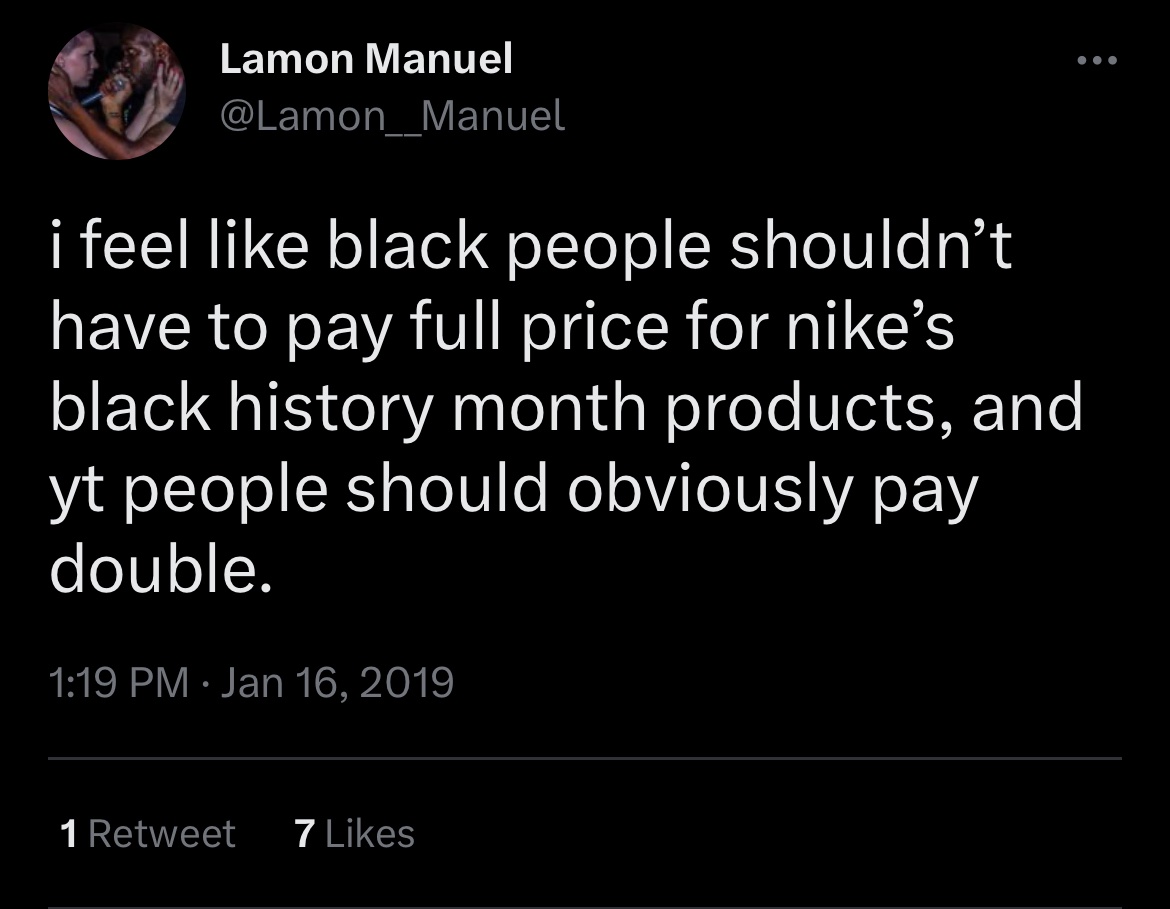 Lamon Manuel
@Lamon__Manuel
i feel like black people shouldn’t
have to pay full price for nike’s
black history month products, and
yt people should obviously pay
double.
1:19 PM · Jan 16, 2019
1 Retweet 7 Likes